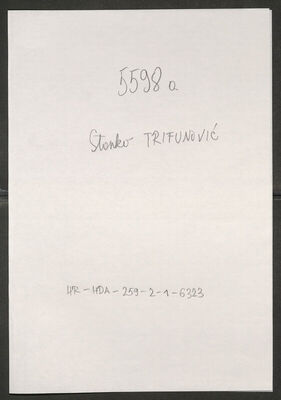 5598 a
Stanko TRIFUNOVIĆ
HR-HDA-259-2-1-6323